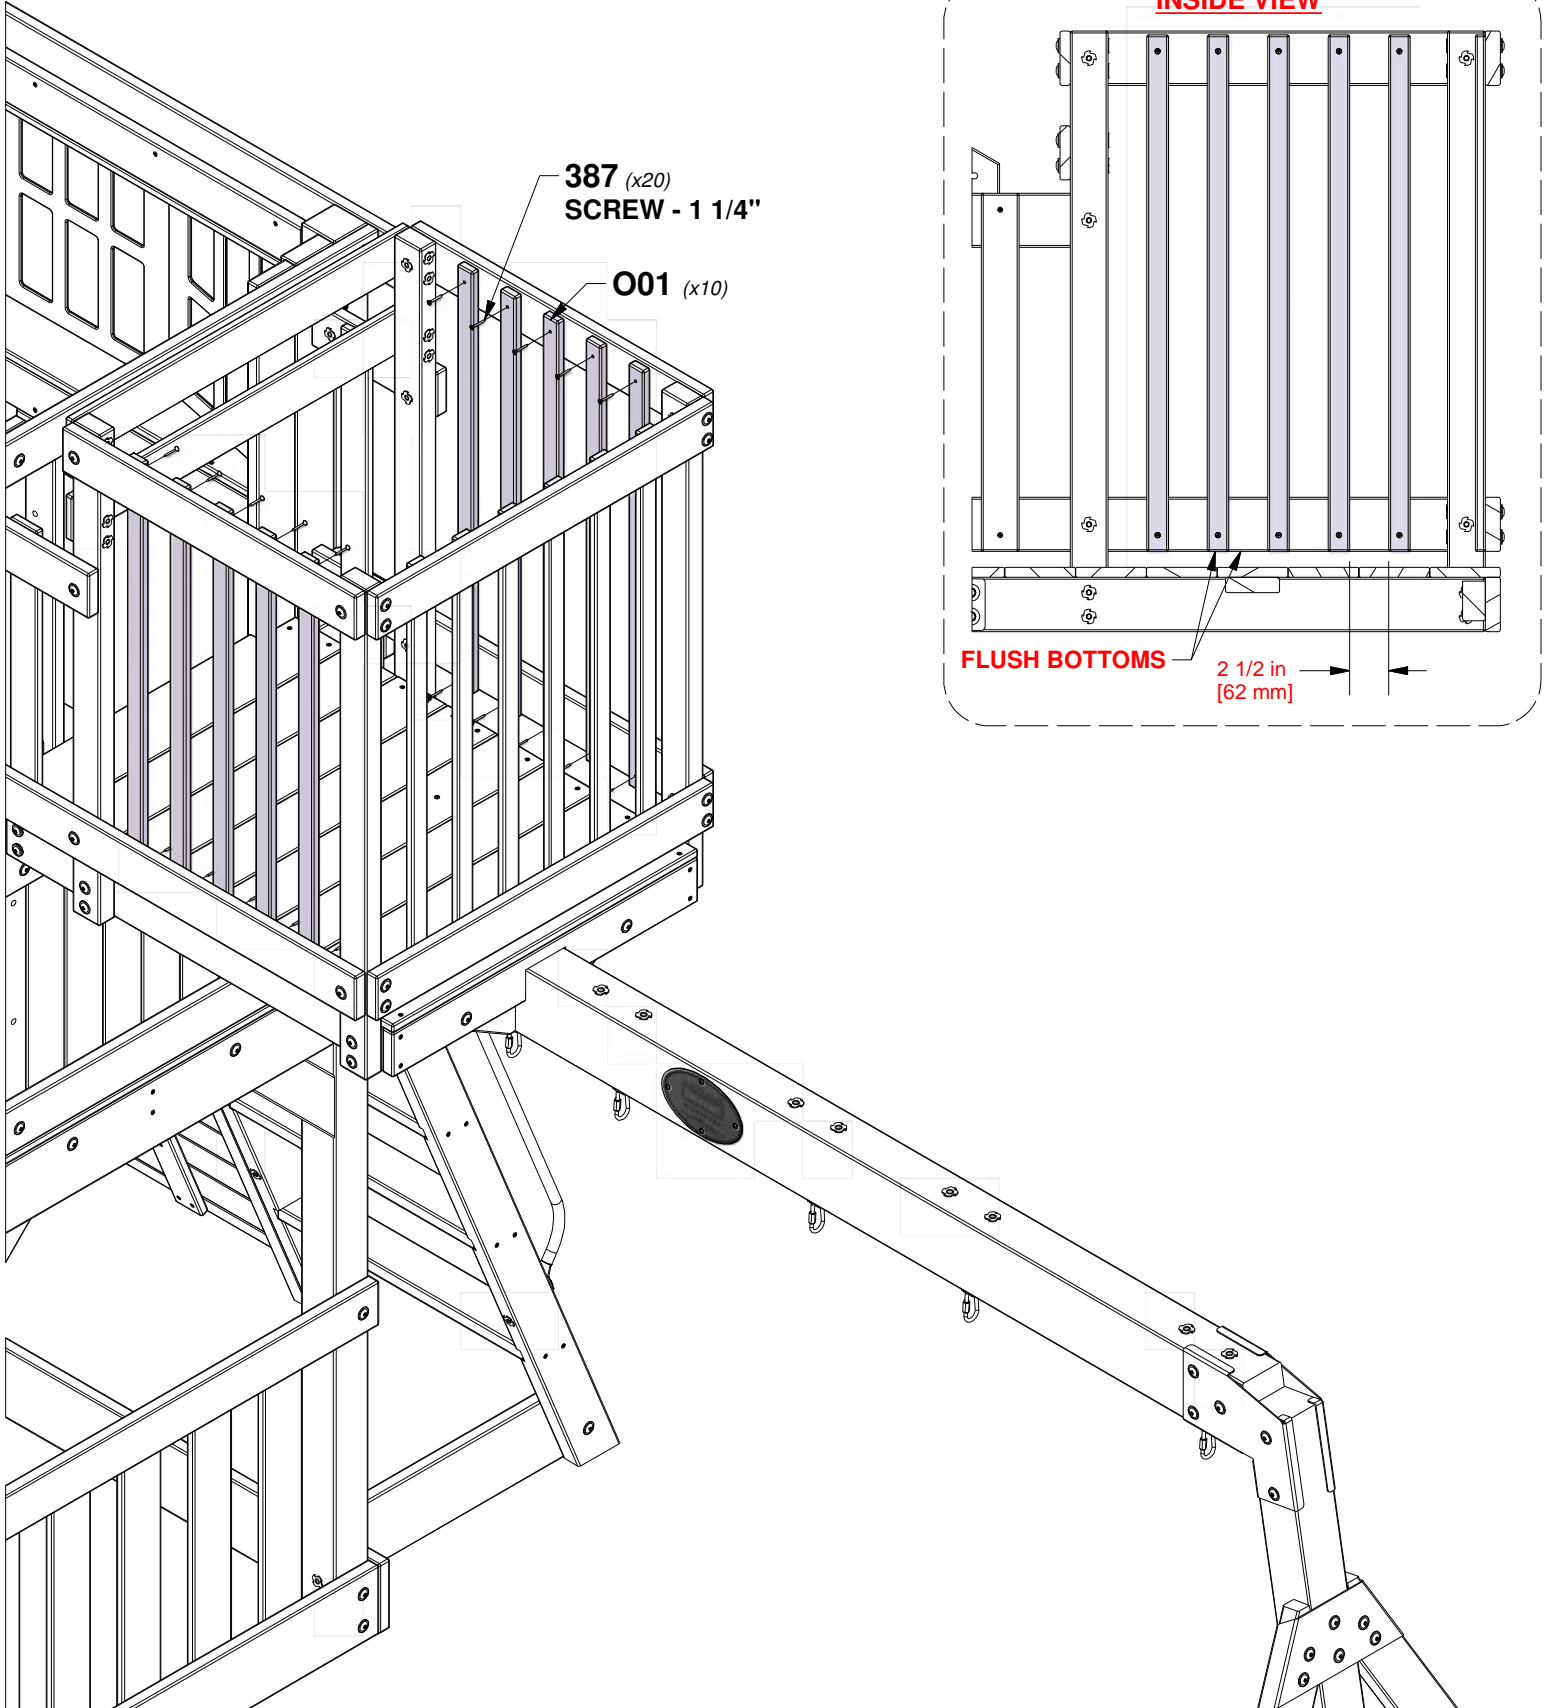 INSIDE VIEW
387 (x20)
SCREW - 1 1/4"
O01 (x10)
FLUSH BOTTOMS
2 1/2 in
[62 mm]